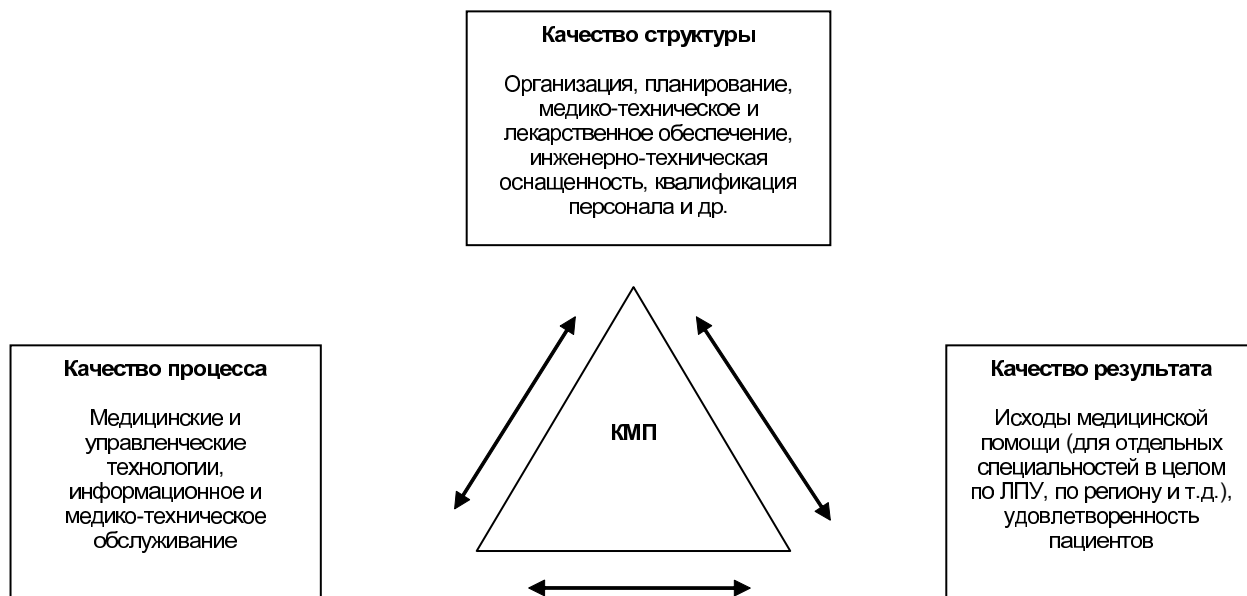 Качество структуры
Организация, планирование,
медико-техническое и
лекарственное обеспечение,
инженерно-техническая
оснащенность, квалификация
персонала и др.
Качество процесса
Медицинские и
управленческие
технологии,
информационное и
медико-техническое
обслуживание
КМП
Качество результата
Исходы медицинской
помощи (для отдельных
специальностей в целом
по ЛПУ, по региону и т.д.),
удовлетворенность
пациентов